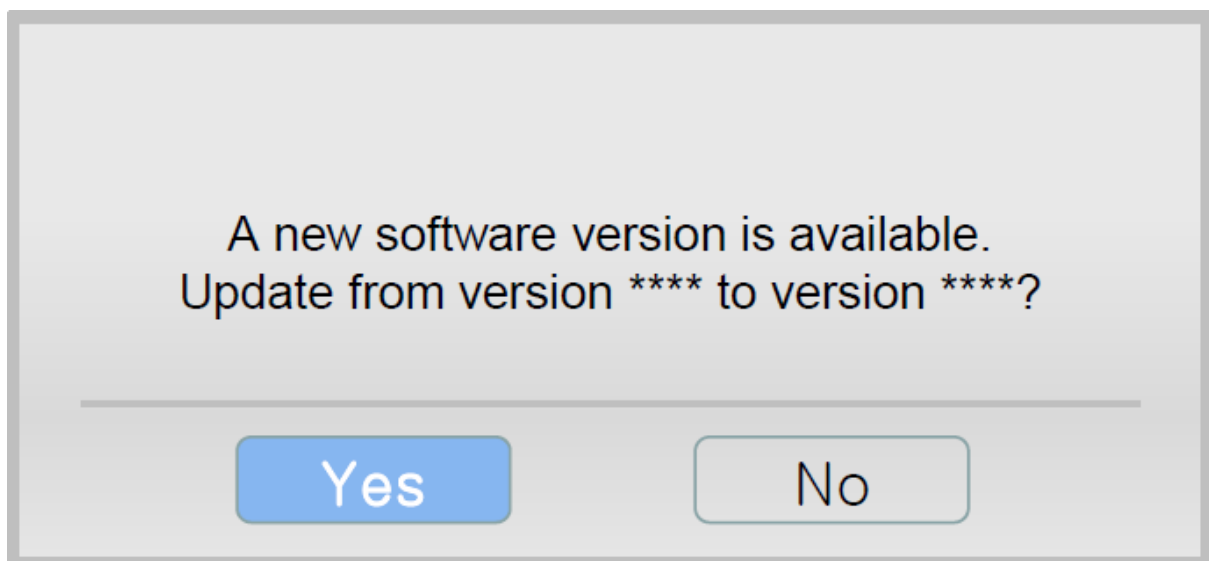 A new software version is available.
Update from version **** to version ****?
Yes
No